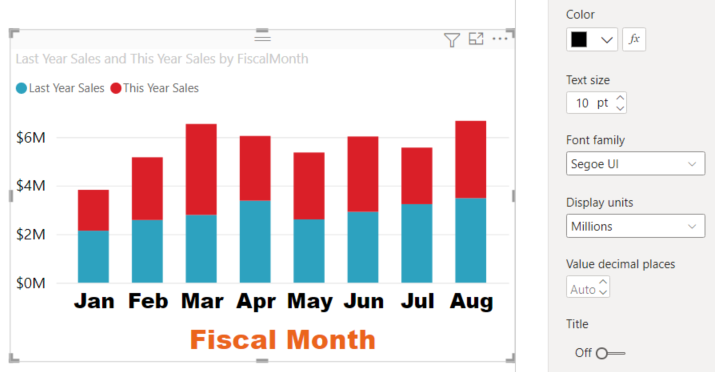 Last Year Sales and This Year Sales by FiscalMonth
Last Year Sales This Year Sales
$6M
$4M
$2M
$0M
Jan Feb Mar Apr May Jun Jul Aug
Fiscal Month
Color
fx
Text size
10 pt
Font family
Segoe UI
Display units
Millions
Value decimal places
Auto
Title
Off